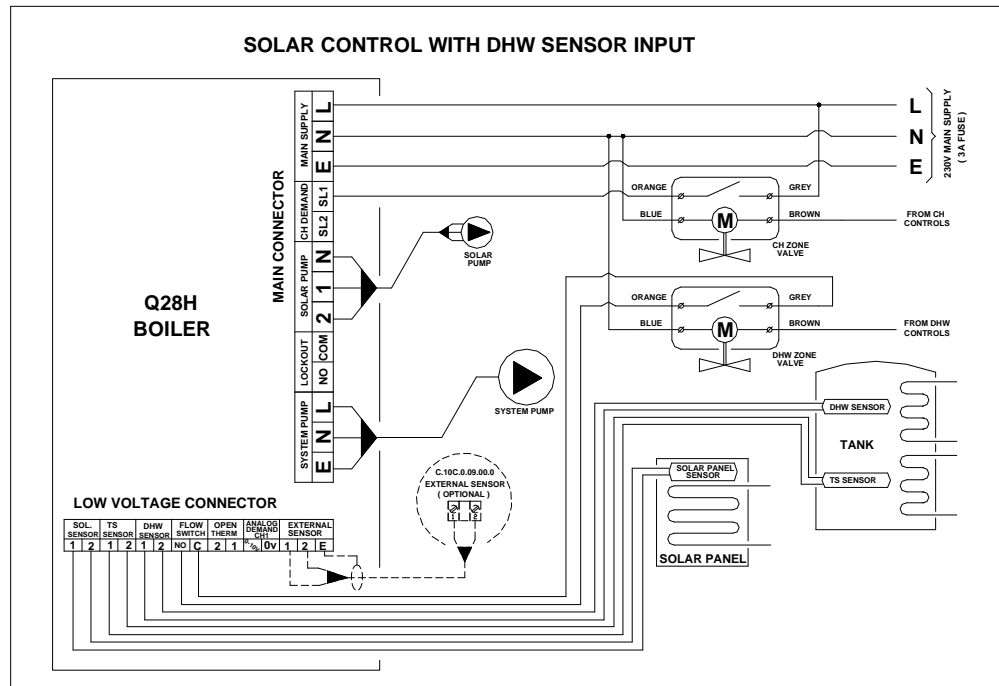 SOLAR CONTROL WITH DHW SENSOR INPUT
Q28H
BOILER
MAIN CONNECTOR
MAIN SUPPLY
L
N
E
CH DEMAND
SL1
SL2
SOLAR PUMP
N
1
2
LOCKOUT
COM
NO
SYSTEM PUMP
L
N
E
L
N
E
230V MAIN SUPPLY
( 3A FUSE )
ORANGE
GREY
BLUE
M
BROWN
CH ZONE
VALVE
FROM CH
CONTROLS
SOLAR
PUMP
ORANGE
GREY
BLUE
M
BROWN
DHW ZONE
VALVE
FROM DHW
CONTROLS
SYSTEM PUMP
DHW SENSOR
TANK
TS SENSOR
C.10C.0.09.00.0
EXTERNAL SENSOR
( OPTIONAL )
1 2
SOLAR PANEL
SENSOR
SOLAR PANEL
LOW VOLTAGE CONNECTOR
SOL.
SENSOR
TS
SENSOR
DHW
SENSOR
FLOW
SWITCH
OPEN
THERM
ANALOG
DEMAND
CH1
EXTERNAL
SENSOR
1 2 1 2 1 2 NO C 2 1 0-10v 0v 1 2 E